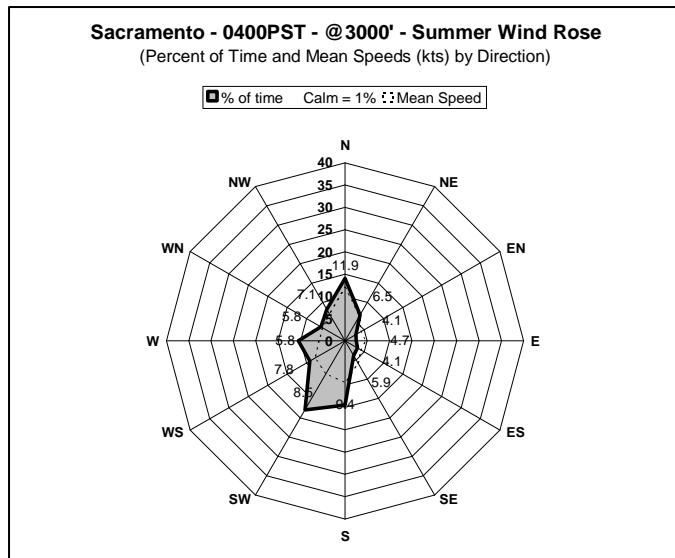 Sacramento - 0400PST - @3000' - Summer Wind Rose
(Percent of Time and Mean Speeds (kts) by Direction)
% of time Calm = 1% Mean Speed
N
40
NW NE
35
30
25
WN EN
20
15
11.9
10
7.1 6.5
5
5.8 4.1
W 5.8 0 4.7 E
7.8 4.1
8.5 5.9
9.4
WS ES
SW SE
S